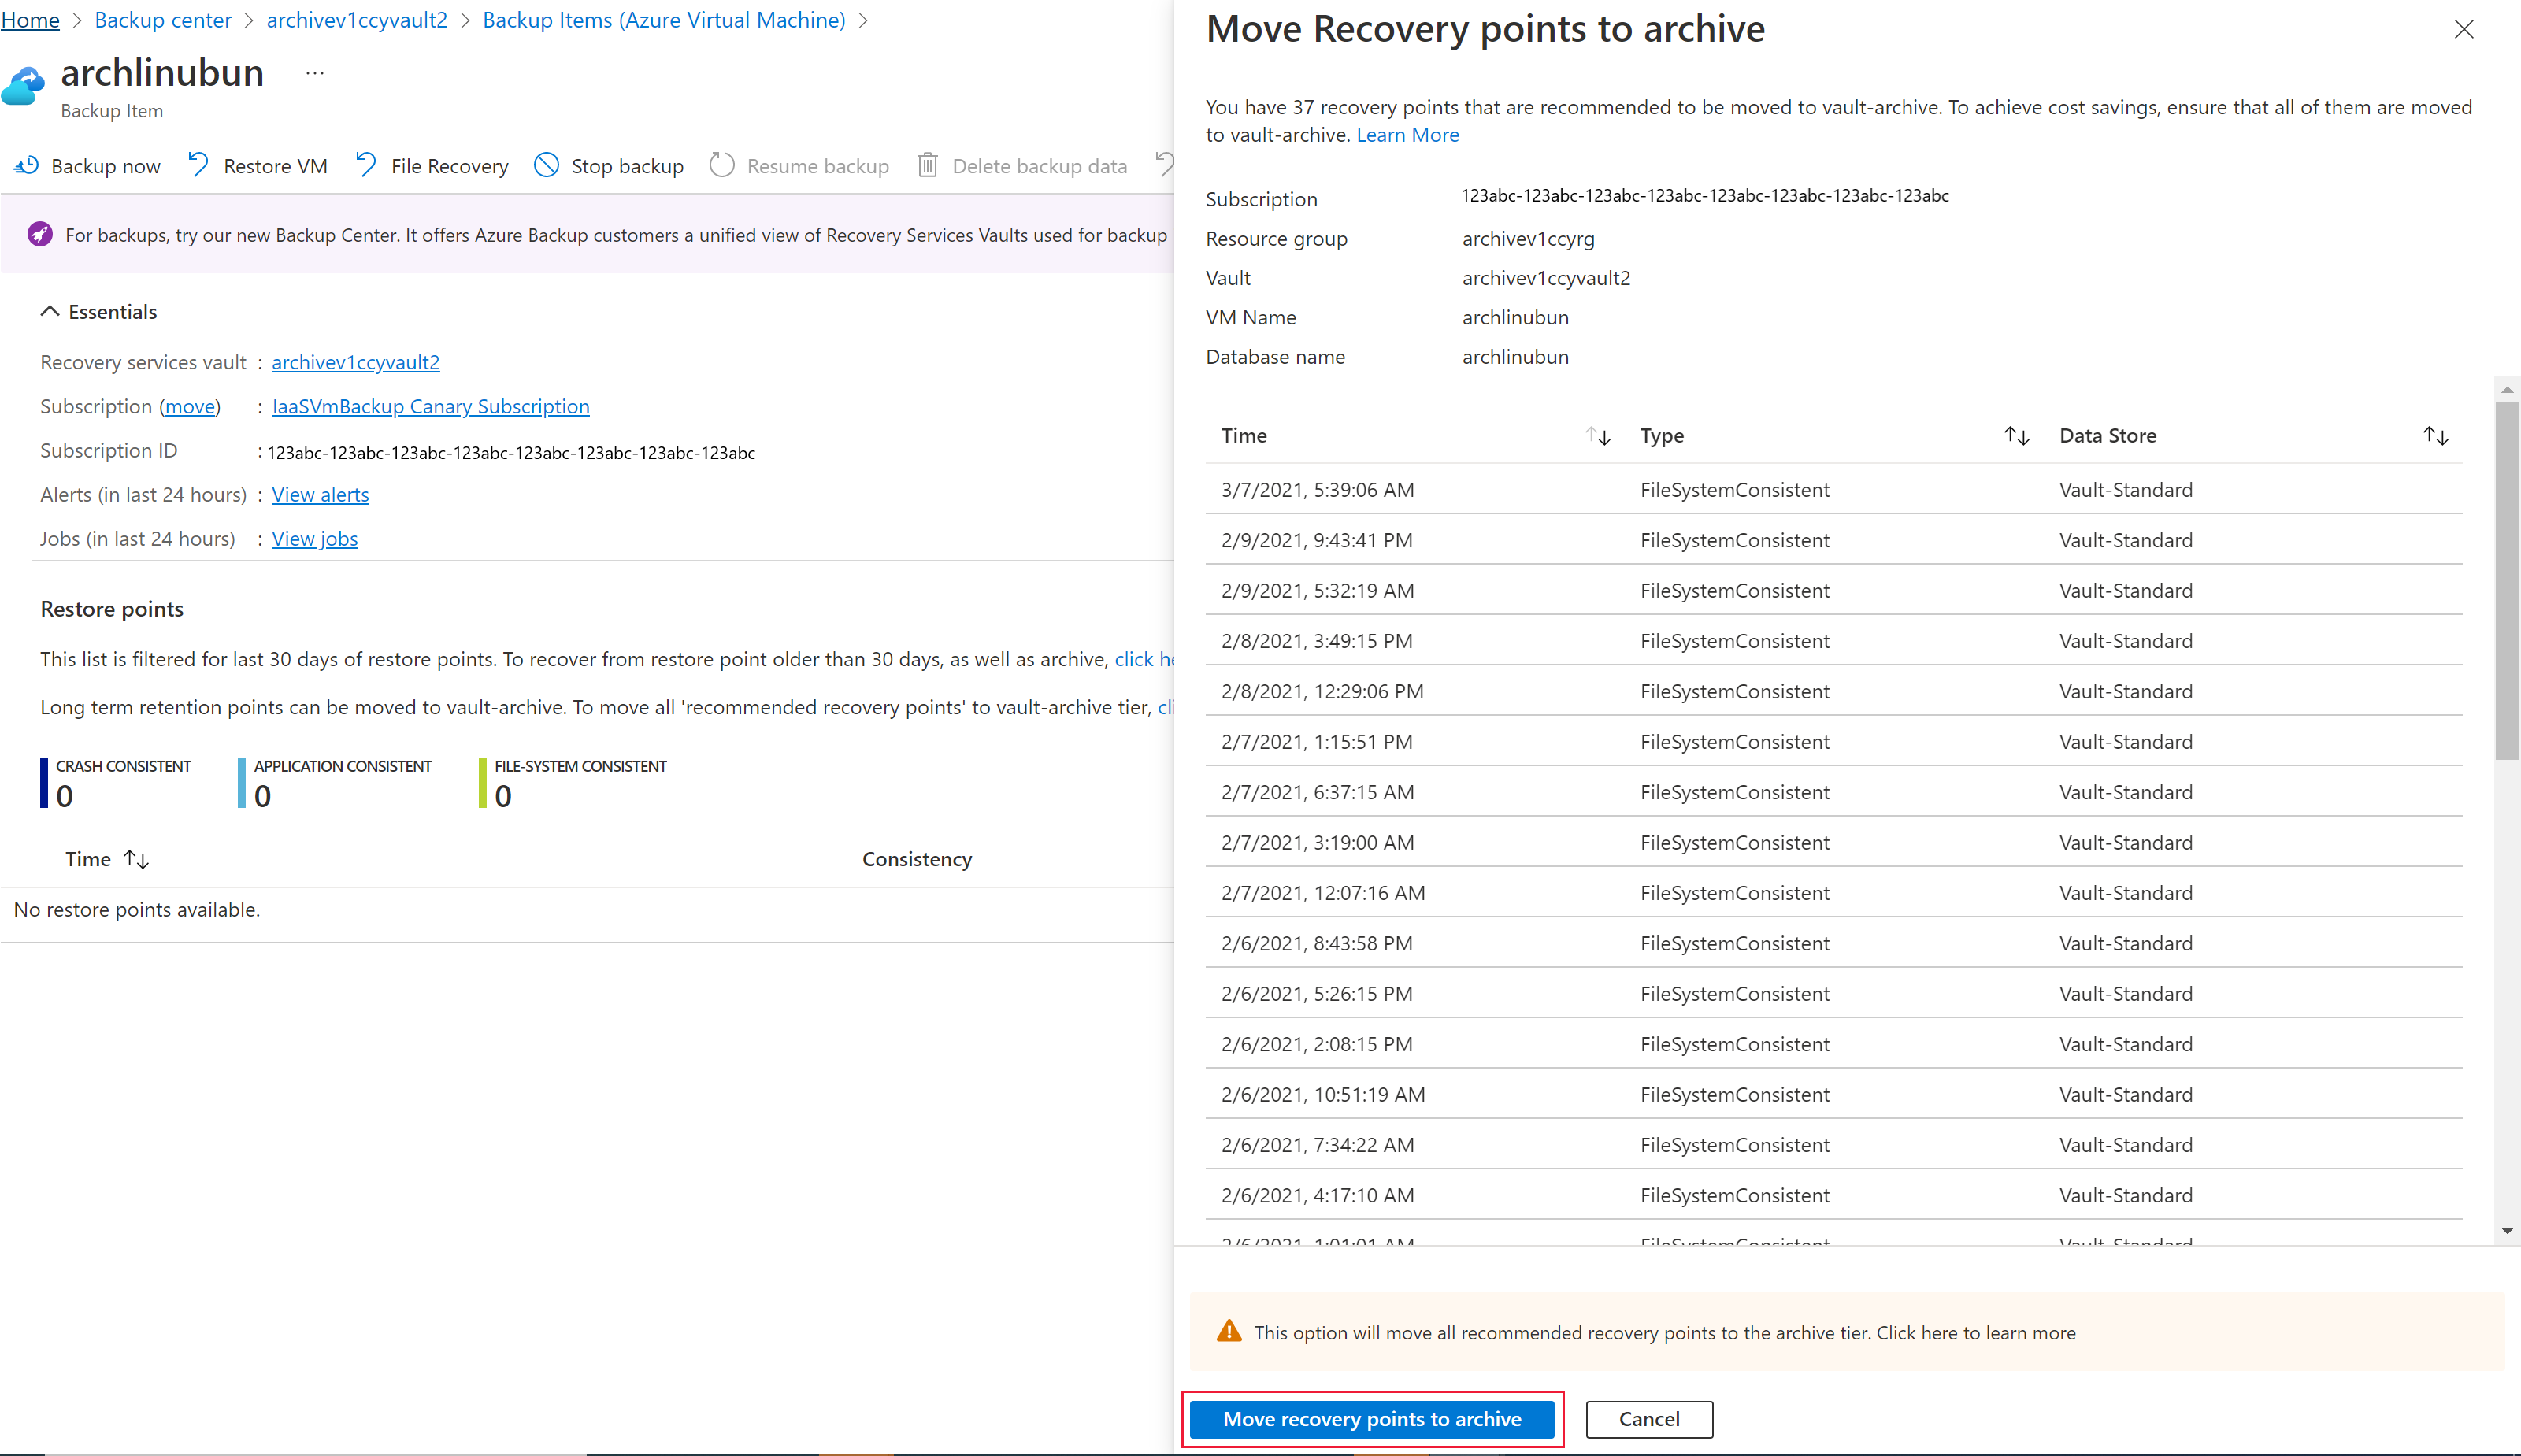 Home > Backup center > archivev1ccyvault2 > Backup Items (Azure Virtual Machine) >
archlinubun ...
Backup Item
Backup now Restore VM File Recovery Stop backup Resume backup Delete backup data
For backups, try our new Backup Center. It offers Azure Backup customers a unified view of Recovery Services Vaults used for backup
Essentials
Recovery services vault : archivev1ccyvault2
Subscription (move) : IaaSVmBackup Canary Subscription
Subscription ID : 123abc-123abc-123abc-123abc-123abc-123abc-123abc-123abc
Alerts (in last 24 hours) : View alerts
Jobs (in last 24 hours) : View jobs
Restore points
This list is filtered for last 30 days of restore points. To recover from restore point older than 30 days, as well as archive, click he
Long term retention points can be moved to vault-archive. To move all 'recommended recovery points' to vault-archive tier, cli
CRASH CONSISTENT APPLICATION CONSISTENT FILE-SYSTEM CONSISTENT
0 0 0
Time Consistency
No restore points available.
Move Recovery points to archive
You have 37 recovery points that are recommended to be moved to vault-archive. To achieve cost savings, ensure that all of them are moved
to vault-archive. Learn More
Subscription 123abc-123abc-123abc-123abc-123abc-123abc-123abc-123abc
Resource group archivev1ccyrg
Vault archivev1ccyvault2
VM Name archlinubun
Database name archlinubun
Time Type Data Store
3/7/2021, 5:39:06 AM FileSystemConsistent Vault-Standard
2/9/2021, 9:43:41 PM FileSystemConsistent Vault-Standard
2/9/2021, 5:32:19 AM FileSystemConsistent Vault-Standard
2/8/2021, 3:49:15 PM FileSystemConsistent Vault-Standard
2/8/2021, 12:29:06 PM FileSystemConsistent Vault-Standard
2/7/2021, 1:15:51 PM FileSystemConsistent Vault-Standard
2/7/2021, 6:37:15 AM FileSystemConsistent Vault-Standard
2/7/2021, 3:19:00 AM FileSystemConsistent Vault-Standard
2/7/2021, 12:07:16 AM FileSystemConsistent Vault-Standard
2/6/2021, 8:43:58 PM FileSystemConsistent Vault-Standard
2/6/2021, 5:26:15 PM FileSystemConsistent Vault-Standard
2/6/2021, 2:08:15 PM FileSystemConsistent Vault-Standard
2/6/2021, 10:51:19 AM FileSystemConsistent Vault-Standard
2/6/2021, 7:34:22 AM FileSystemConsistent Vault-Standard
2/6/2021, 4:17:10 AM FileSystemConsistent Vault-Standard
2/6/2021, 1:01:01 AM FileSystemConsistent Vault-Standard
This option will move all recommended recovery points to the archive tier. Click here to learn more
Move recovery points to archive Cancel